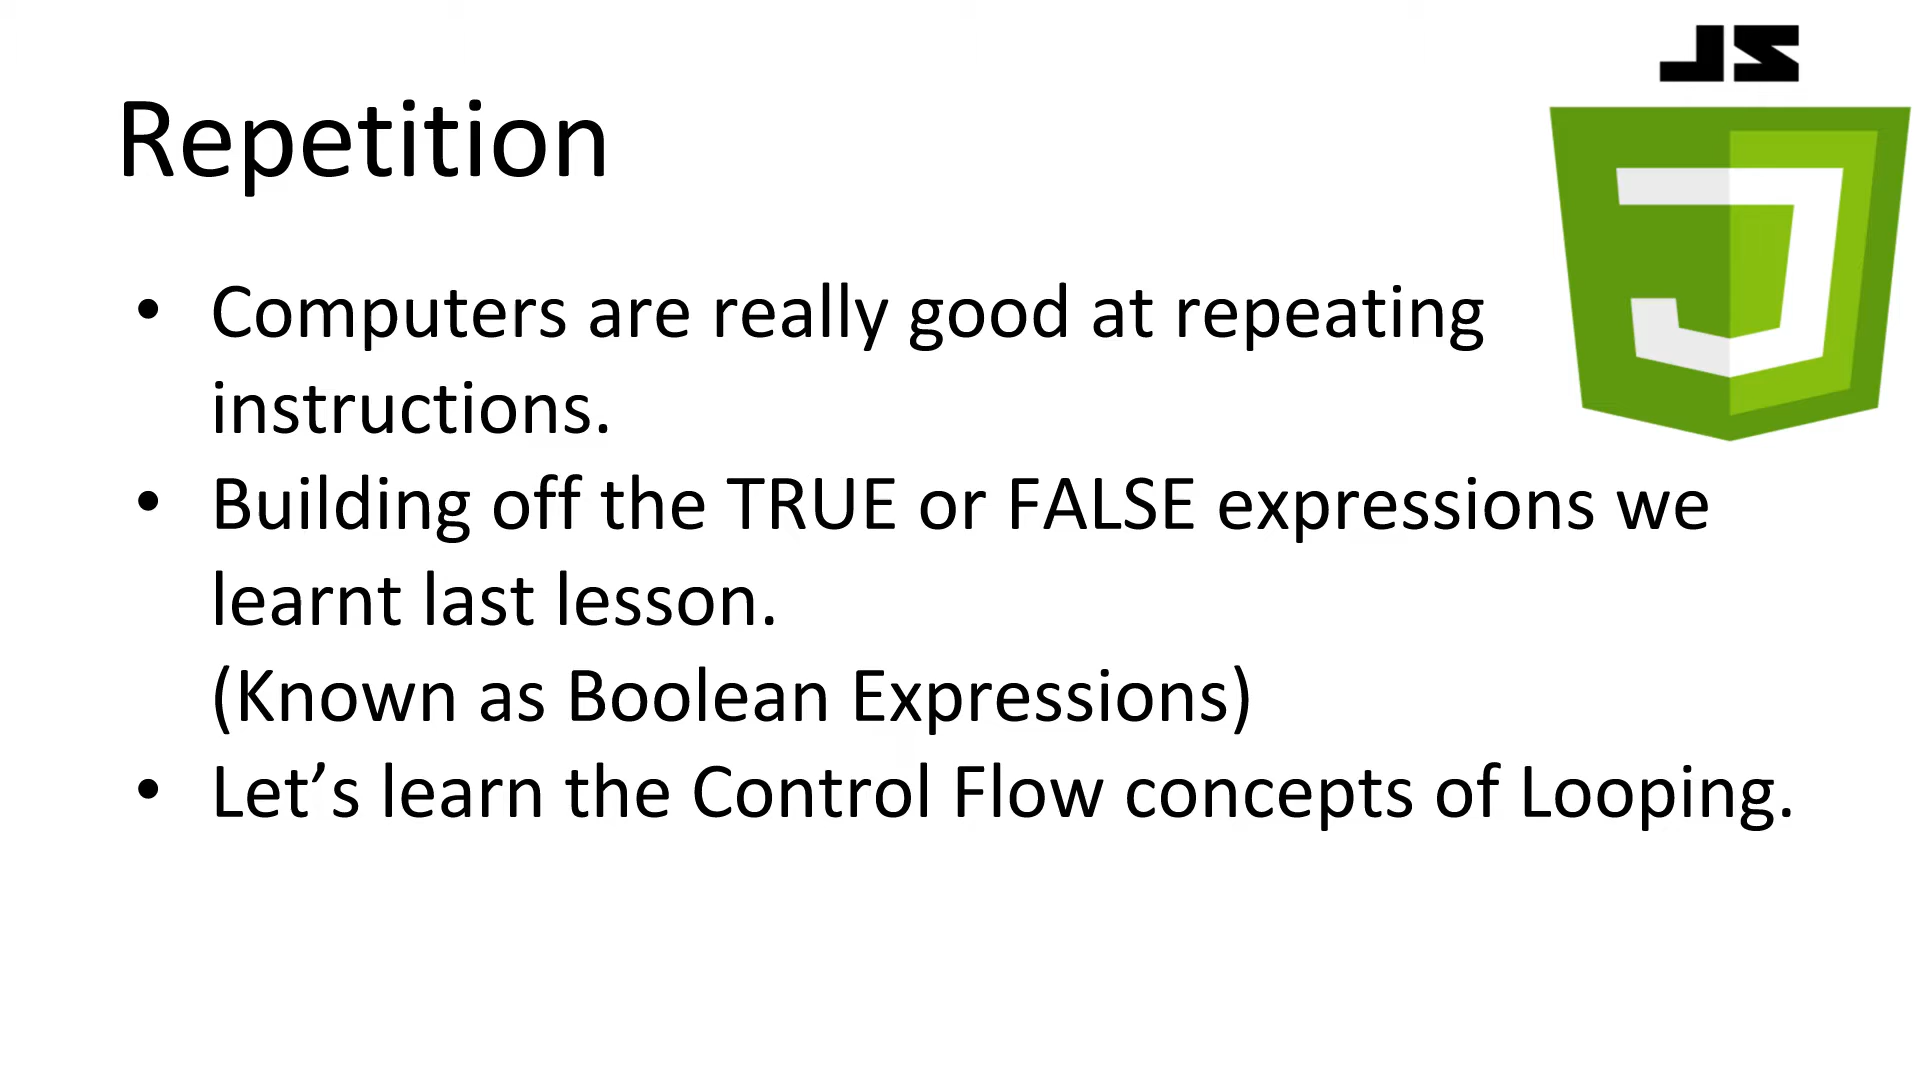 JS
Repetition
• Computers are really good at repeating
instructions.
• Building off the TRUE or FALSE expressions we
learnt last lesson.
(Known as Boolean Expressions)
• Let’s learn the Control Flow concepts of Looping.